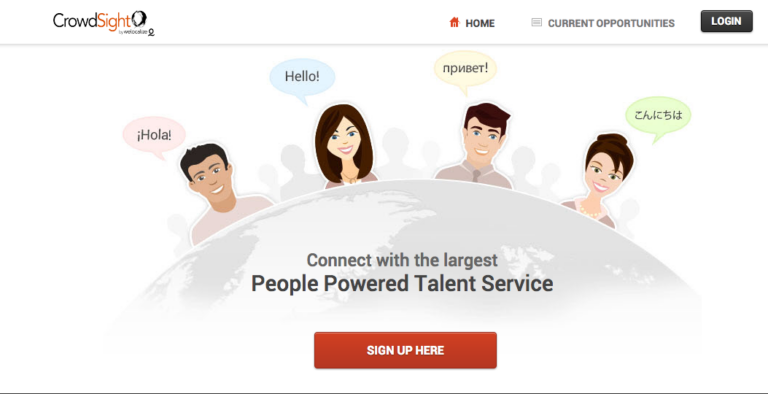 CrowdSight
by welocalize
HOME
CURRENT OPPORTUNITIES
LOGIN
Hello!
привет!
¡Hola!
こんにちは
Connect with the largest
People Powered Talent Service
SIGN UP HERE